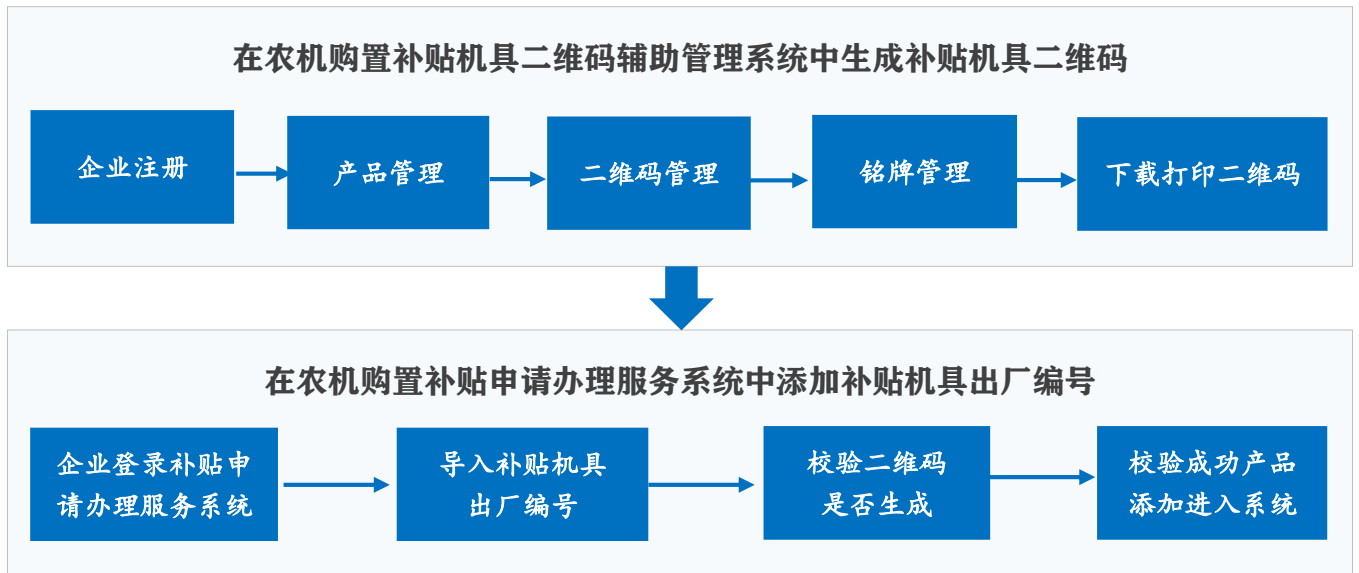 在农机购置补贴机具二维码辅助管理系统中生成补贴机具二维码
企业注册
产品管理
二维码管理
铭牌管理
下载打印二维码
在农机购置补贴申请办理服务系统中添加补贴机具出厂编号
企业登录补贴申
请办理服务系统
导入补贴机具
出厂编号
校验二维码
是否生成
校验成功产品
添加进入系统